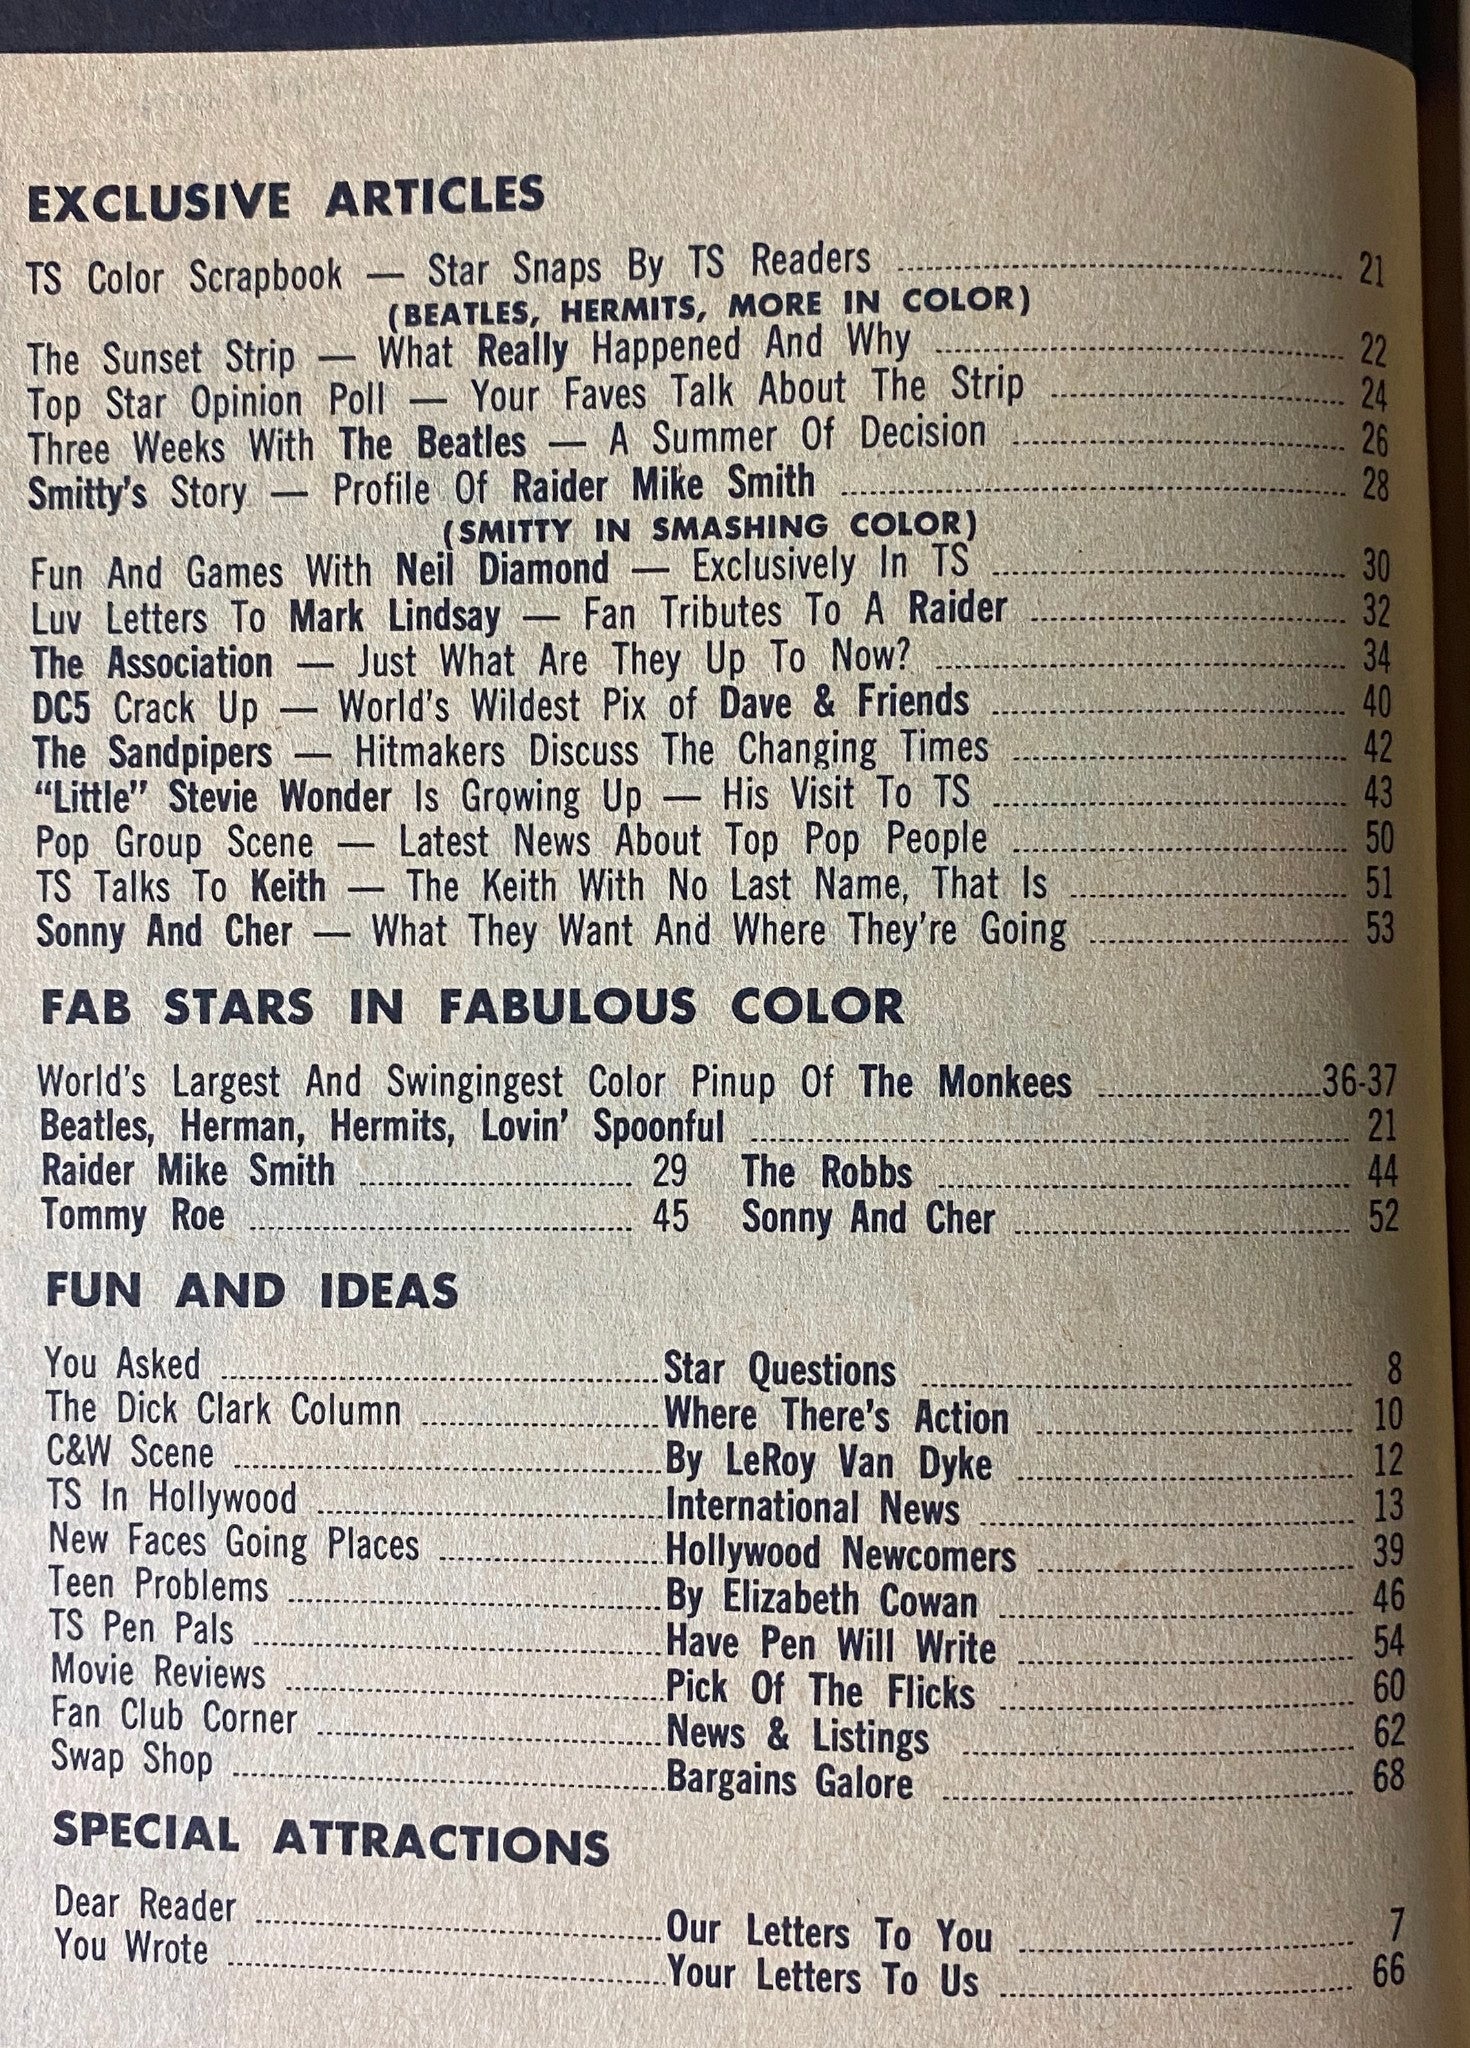 EXCLUSIVE ARTICLES
TS Color Scrapbook — Star Snaps By TS Readers 21
(BEATLES, HERMITS, MORE IN COLOR)
The Sunset Strip — What Really Happened And Why 22
Top Star Opinion Poll — Your Faves Talk About The Strip 24
Three Weeks With The Beatles — A Summer Of Decision 26
Smitty's Story — Profile Of Raider Mike Smith 28
(SMITTY IN SMASHING COLOR)
Fun And Games With Neil Diamond — Exclusively In TS 30
Luv Letters To Mark Lindsay — Fan Tributes To A Raider 32
The Association — Just What Are They Up To Now? 34
DC5 Crack Up — World's Wildest Pix of Dave & Friends 40
The Sandpipers — Hitmakers Discuss The Changing Times 42
"Little" Stevie Wonder Is Growing Up — His Visit To TS 43
Pop Group Scene — Latest News About Top Pop People 50
TS Talks To Keith — The Keith With No Last Name, That Is 51
Sonny And Cher — What They Want And Where They're Going 53
FAB STARS IN FABULOUS COLOR
World's Largest And Swingingest Color Pinup Of The Monkees 36-37
Beatles, Herman, Hermits, Lovin' Spoonful 21
Raider Mike Smith 29 The Robbs 44
Tommy Roe 45 Sonny And Cher 52
FUN AND IDEAS
You Asked Star Questions 8
The Dick Clark Column Where There's Action 10
C&W Scene By LeRoy Van Dyke 12
TS In Hollywood International News 13
New Faces Going Places Hollywood Newcomers 39
Teen Problems By Elizabeth Cowan 46
TS Pen Pals Have Pen Will Write 54
Movie Reviews Pick Of The Flicks 60
Fan Club Corner News & Listings 62
Swap Shop Bargains Galore 68
SPECIAL ATTRACTIONS
Dear Reader Our Letters To You 7
You Wrote Your Letters To Us 66